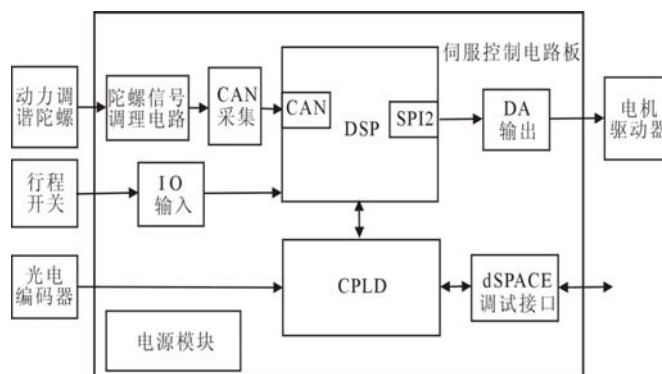 伺服控制电路板
动力调
谐陀螺
陀螺信号
调理电路
CAN
采集
CAN
DSP
SPI2
DA
输出
电机
驱动器
行程
开关
IO
输入
光电
编码器
CPLD
dSPACE
调试接口
电源模块